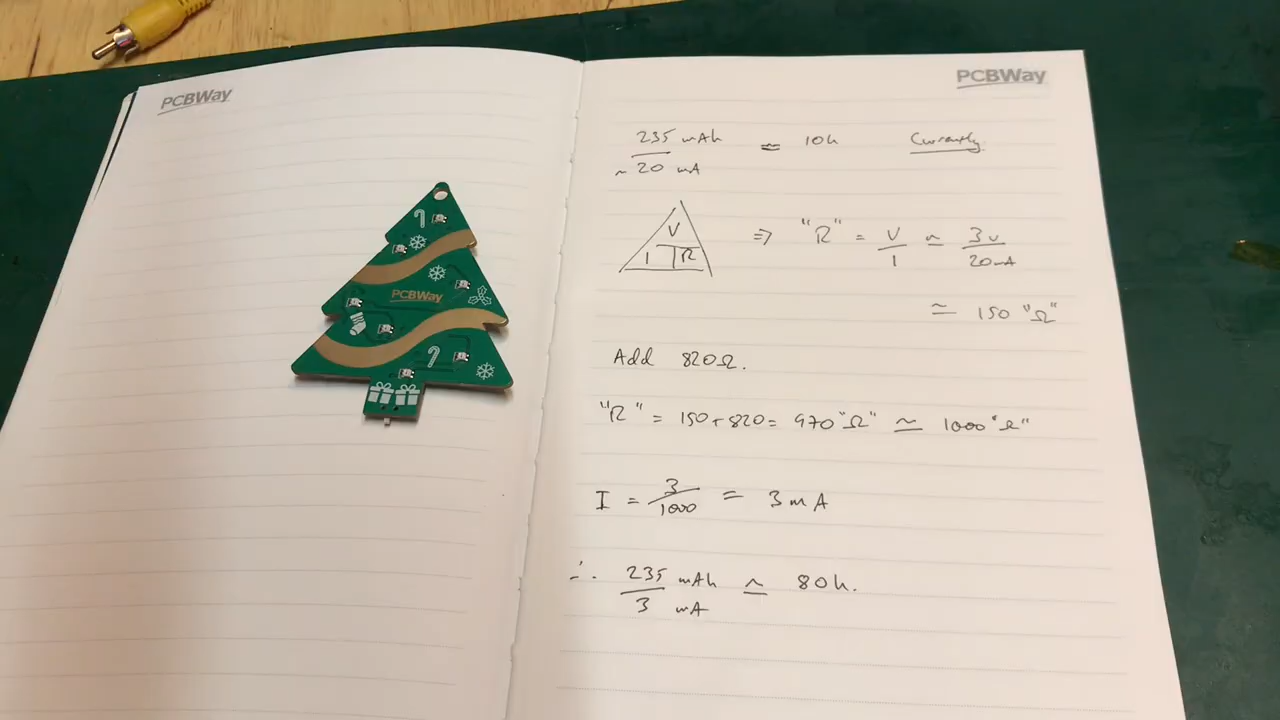 PCBWay
PCBWay
PCBWay
235 mAh / ~20 mA ≈ 10h Currently
V I R ⇒ "R" = V/I ≃ 3v/20mA
≃ 150 "Ω"
Add 820Ω.
"R" = 150+820 = 970 "Ω" ≃ 1000 "Ω"
I = 3/1000 = 3mA
∴ 235 mAh / 3 mA ≃ 80h.